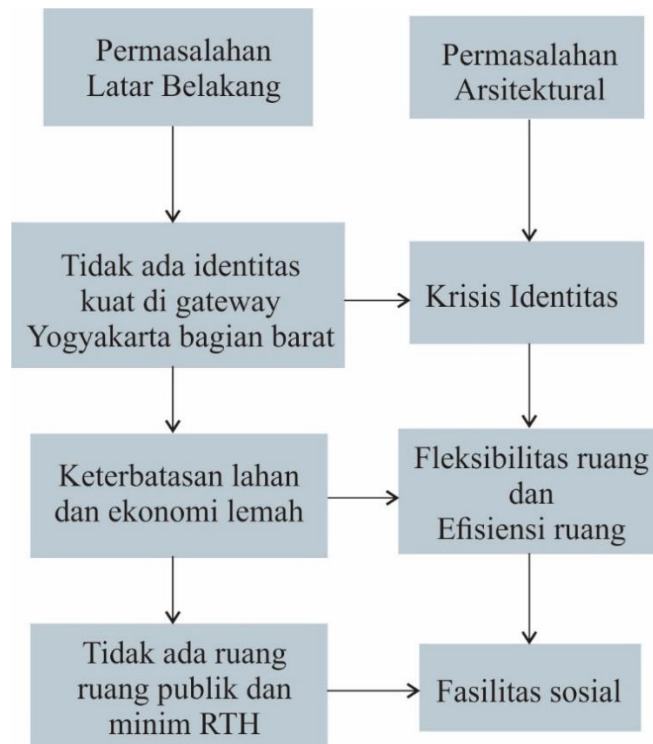 Permasalahan
Latar Belakang
Permasalahan
Arsitektural
Tidak ada identitas
kuat di gateway
Yogyakarta bagian barat
Krisis Identitas
Keterbatasan lahan
dan ekonomi lemah
Fleksibilitas ruang
dan
Efisiensi ruang
Tidak ada ruang
ruang publik dan
minim RTH
Fasilitas sosial